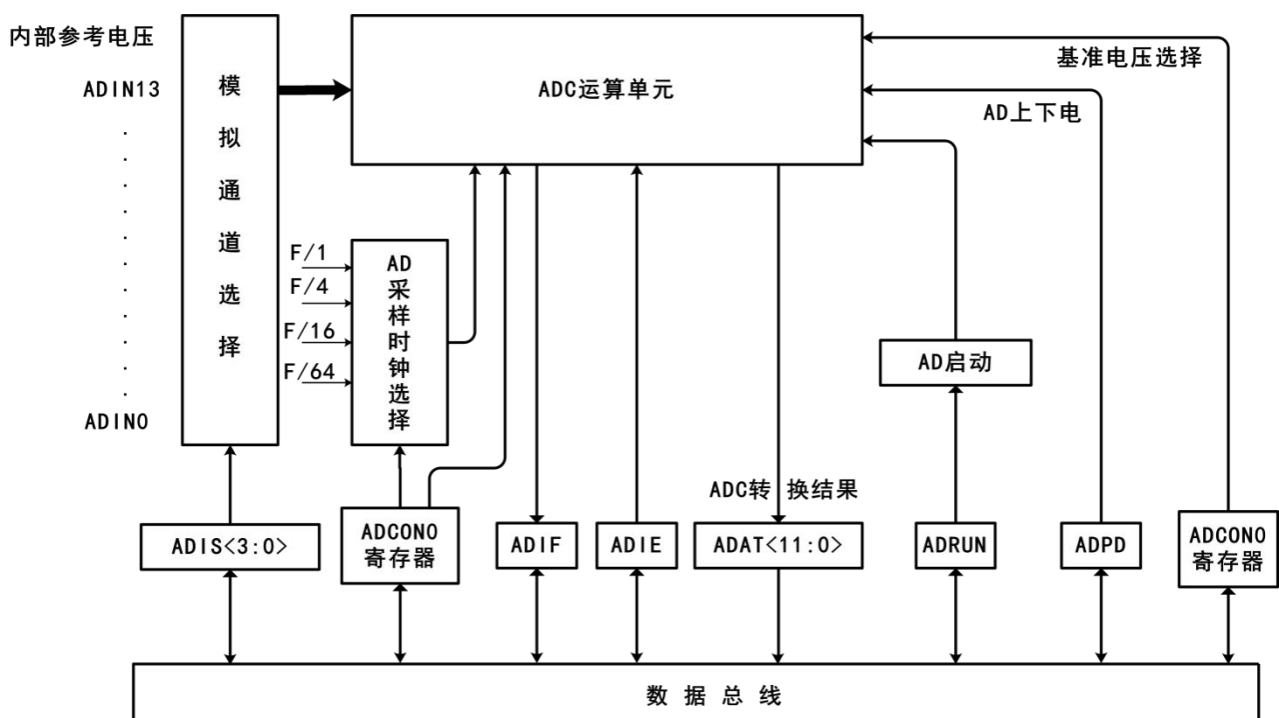 内部参考电压
ADIN13
ADIN0
模拟通道选择
ADC运算单元
基准电压选择
AD上下电
F/1
F/4
F/16
F/64
AD采样时钟选择
AD启动
ADC转换结果
ADIS<3:0>
ADCON0
寄存器
ADIF
ADIE
ADAT<11:0>
ADRUN
ADPD
ADCON0
寄存器
数据总线